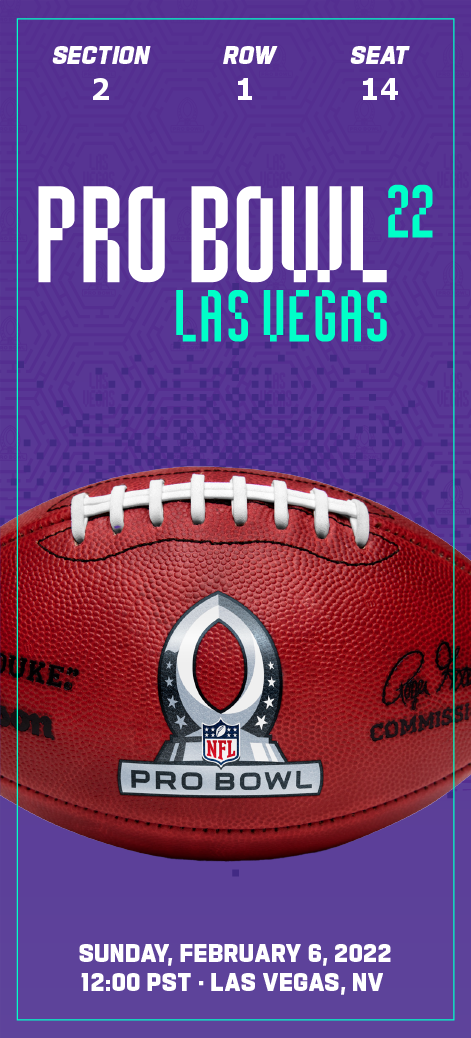 SECTION ROW SEAT
2 1 14
PRO BOWL 22
LAS VEGAS
DUKE"
COMMISSI
NFL
PRO BOWL
SUNDAY, FEBRUARY 6, 2022
12:00 PST · LAS VEGAS, NV